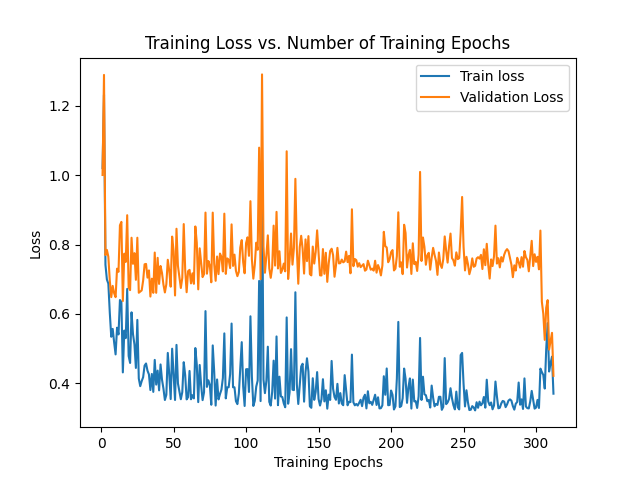 Training Loss vs. Number of Training Epochs
Train loss
Validation Loss
1.2
1.0
0.8
0.6
0.4
Loss
0
50
100
150
200
250
300
Training Epochs